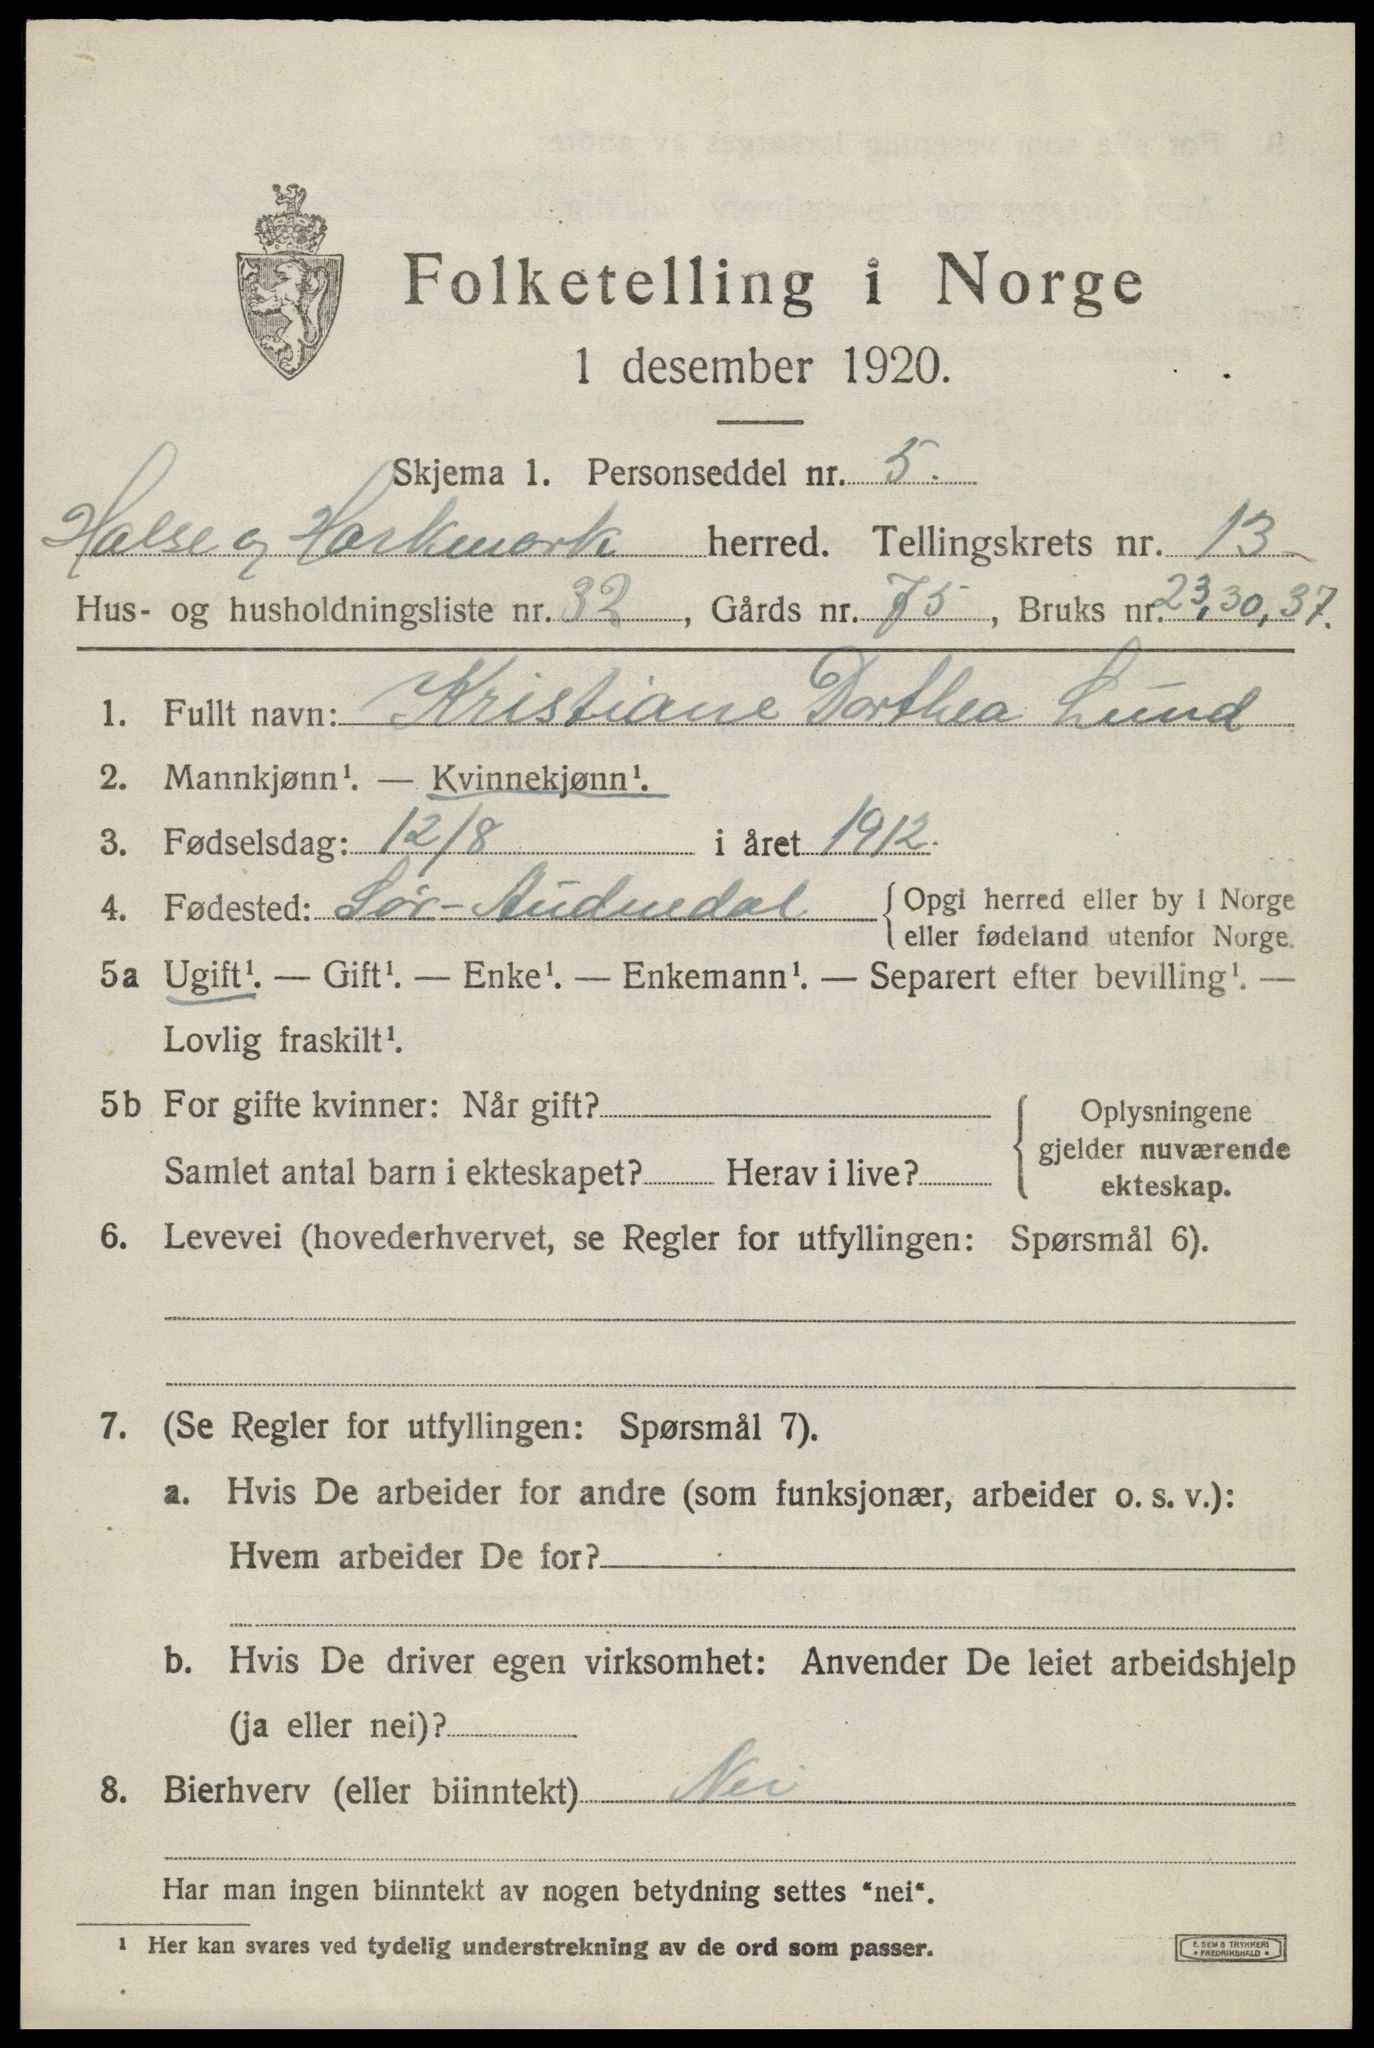 Folketelling i Norge
1 desember 1920.
Skjema 1. Personseddel nr. 5.
Halse og Harkmark herred. Tellingskrets nr. 13
Hus- og husholdningsliste nr. 32, Gårds nr. 75, Bruks nr. 23, 30, 37.
1. Fullt navn: Kristiane Dorthea Lund
2. Mannkjønn¹. — Kvinnekjønn¹.
3. Fødselsdag: 12/8 i året 1912.
4. Fødested: Sør-Audnedal { Opgi herred eller by i Norge
eller fødeland utenfor Norge.
5a Ugift¹. — Gift¹. — Enke¹. — Enkemann¹. — Separert efter bevilling¹. —
Lovlig fraskilt¹.
5b For gifte kvinner: Når gift? { Oplysningene
gjelder nuværende
Samlet antal barn i ekteskapet? Herav i live? ekteskap.
6. Levevei (hovederhvervet, se Regler for utfyllingen: Spørsmål 6).
7. (Se Regler for utfyllingen: Spørsmål 7).
a. Hvis De arbeider for andre (som funksjonær, arbeider o. s. v.):
Hvem arbeider De for?
b. Hvis De driver egen virksomhet: Anvender De leiet arbeidshjelp
(ja eller nei)?
8. Bierhverv (eller biinntekt) Nei
Har man ingen biinntekt av nogen betydning settes "nei".
¹ Her kan svares ved tydelig understrekning av de ord som passer.
E. SEM'S TRYKKERI
* FREDRIKSHALD *